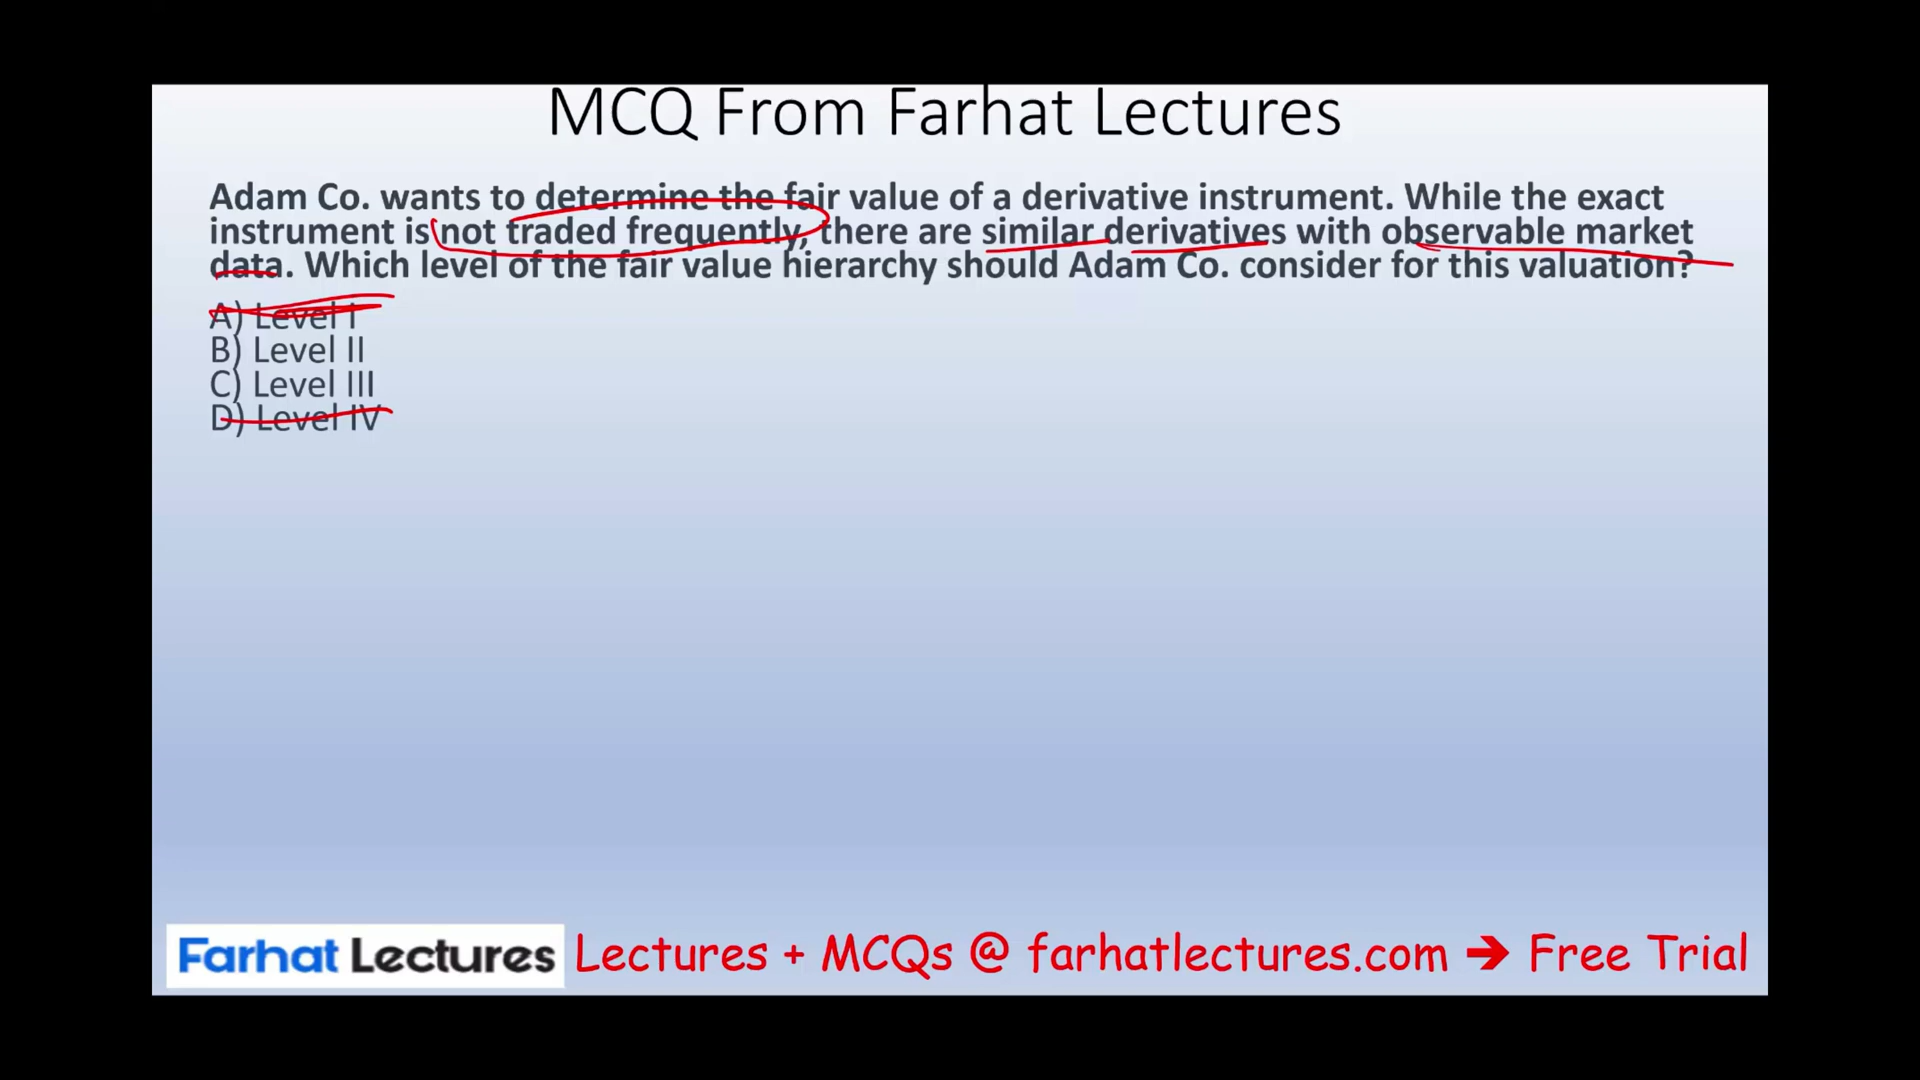 MCQ From Farhat Lectures
Adam Co. wants to determine the fair value of a derivative instrument. While the exact
instrument is not traded frequently, there are similar derivatives with observable market
data. Which level of the fair value hierarchy should Adam Co. consider for this valuation?
A) Level I
B) Level II
C) Level III
D) Level IV
Farhat Lectures Lectures + MCQs @ farhatlectures.com → Free Trial